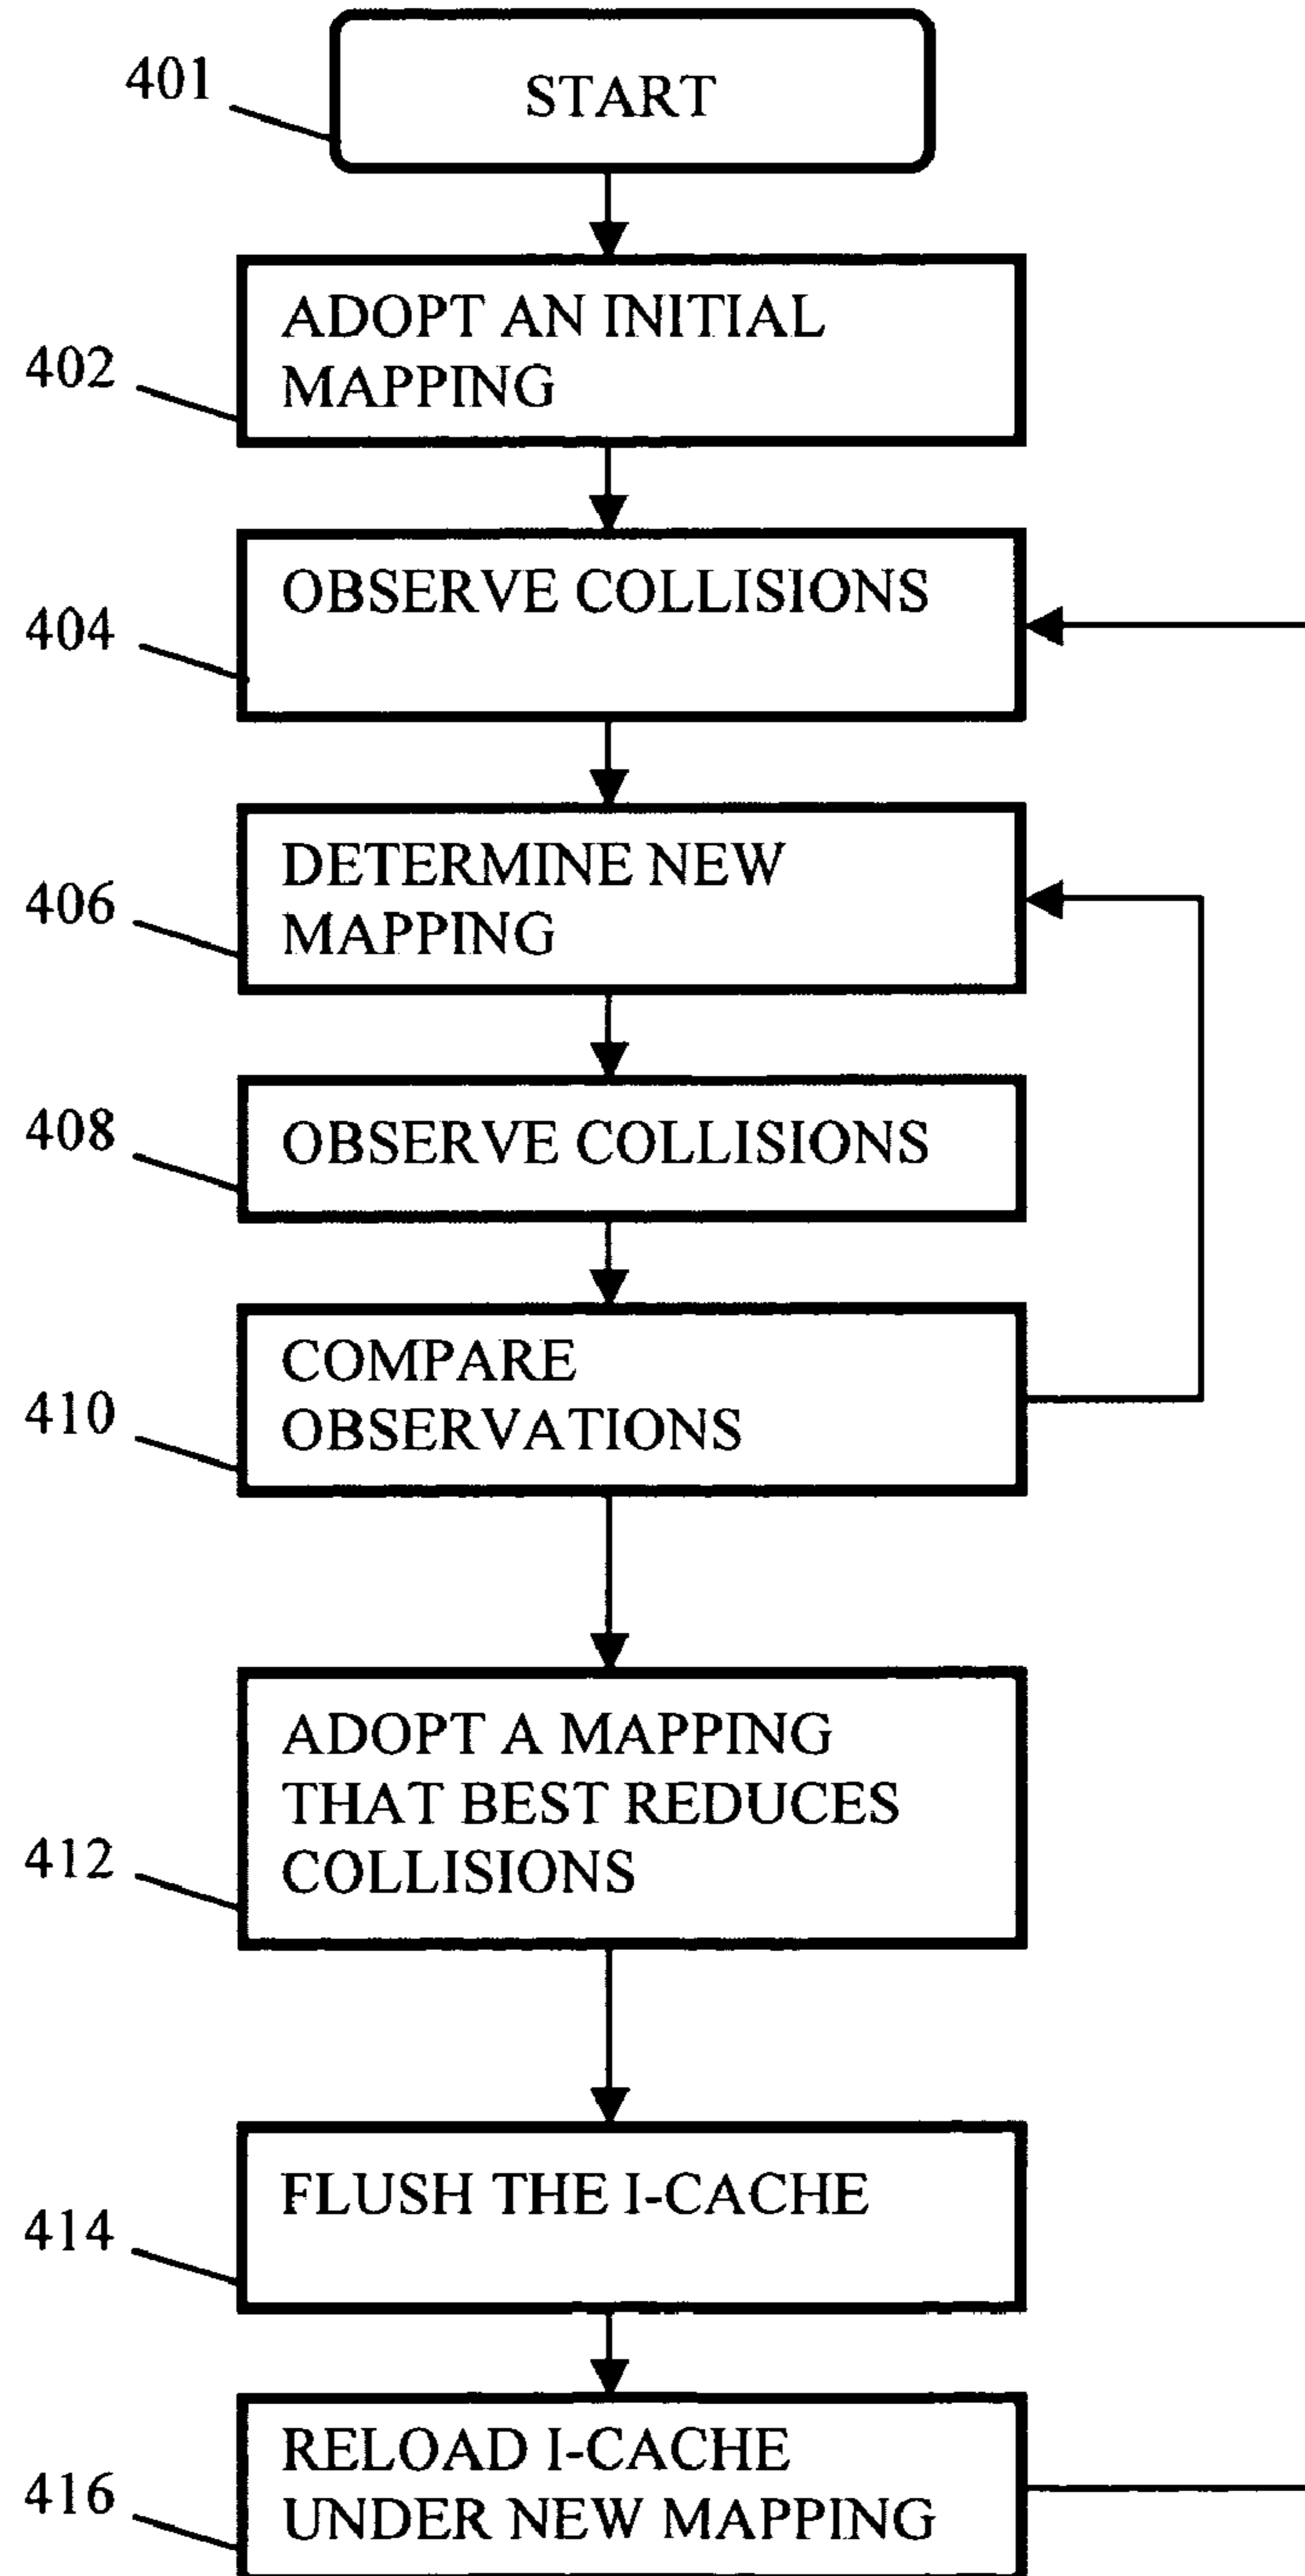 401
START
402
ADOPT AN INITIAL
MAPPING
404
OBSERVE COLLISIONS
406
DETERMINE NEW
MAPPING
408
OBSERVE COLLISIONS
410
COMPARE
OBSERVATIONS
412
ADOPT A MAPPING
THAT BEST REDUCES
COLLISIONS
414
FLUSH THE I-CACHE
416
RELOAD I-CACHE
UNDER NEW MAPPING